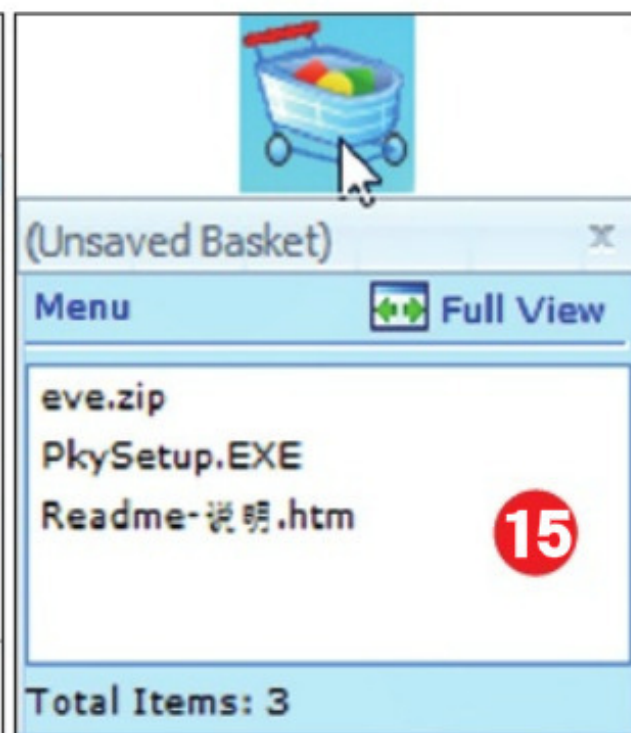 (Unsaved Basket) x
Menu Full View
eve.zip
PkySetup.EXE
Readme-说明.htm
15
Total Items: 3